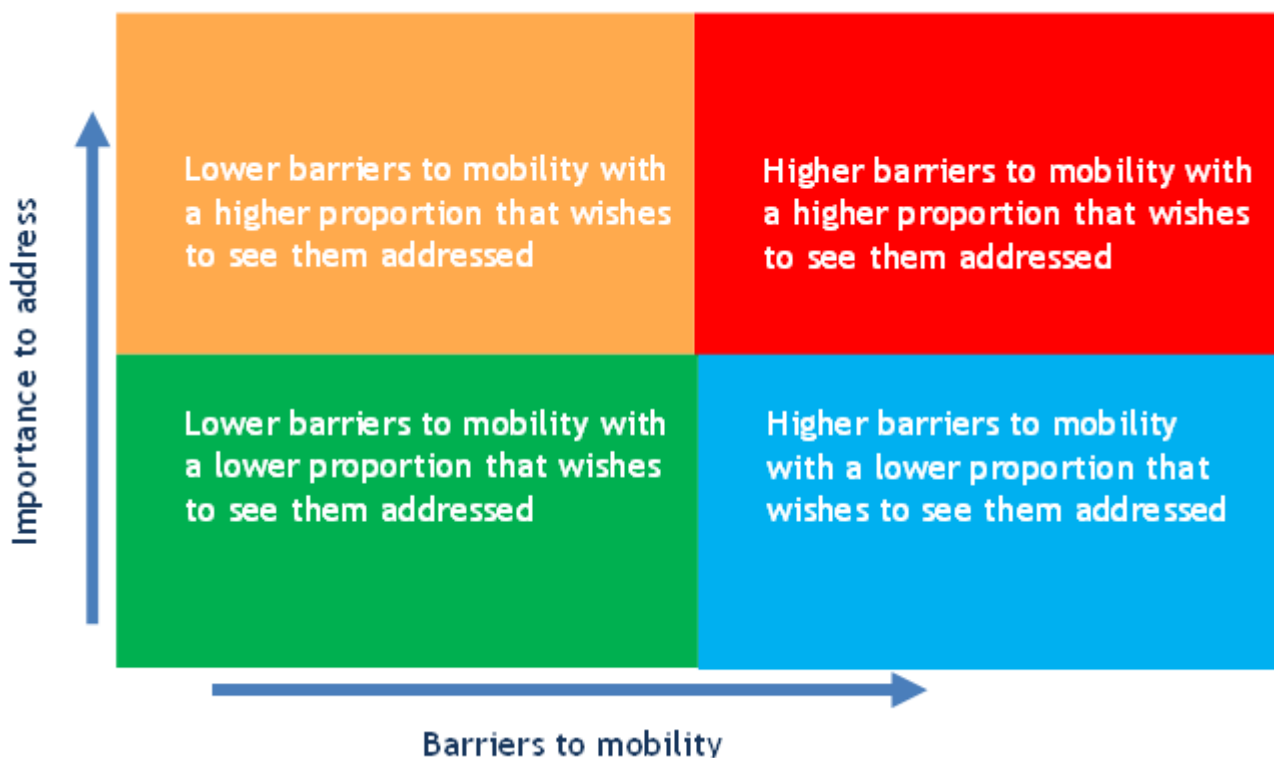 Importance to address
Lower barriers to mobility with
a higher proportion that wishes
to see them addressed
Higher barriers to mobility with
a higher proportion that wishes
to see them addressed
Lower barriers to mobility with
a lower proportion that wishes
to see them addressed
Higher barriers to mobility
with a lower proportion that
wishes to see them addressed
Barriers to mobility